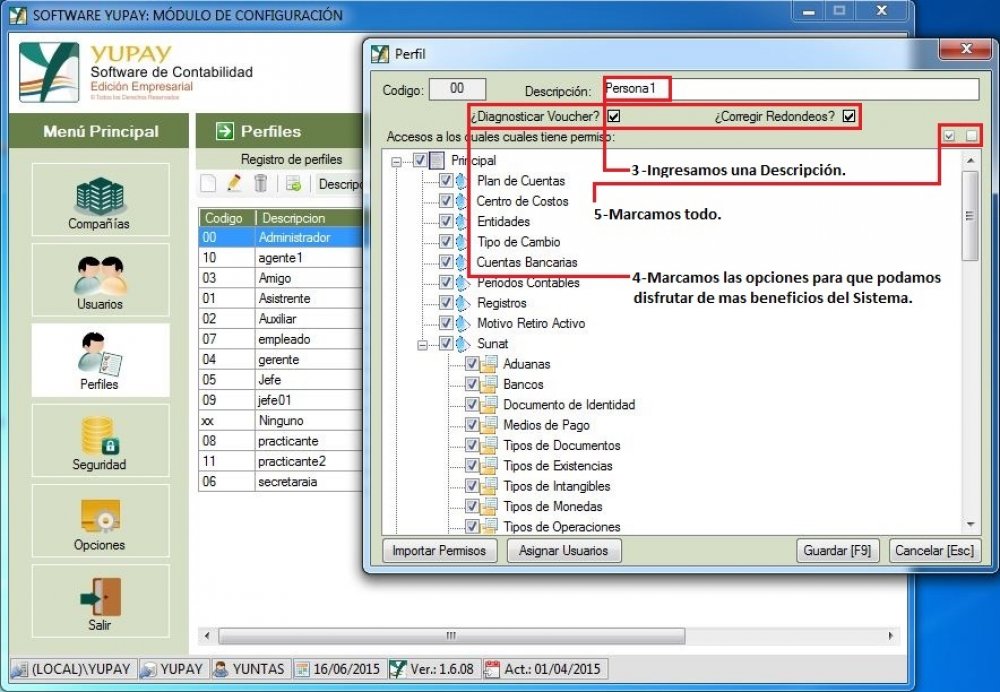 SOFTWARE YUPAY: MÓDULO DE CONFIGURACIÓN
YUPAY
Software de Contabilidad
Edición Empresarial
© Todos los Derechos Reservados
Menú Principal
Compañías
Usuarios
Perfiles
Seguridad
Opciones
Salir
Perfiles
Registro de perfiles
Descripc
Codigo Descripcion
00 Administrador
10 agente1
03 Amigo
01 Asistrente
02 Auxiliar
07 empleado
04 gerente
05 Jefe
09 jefe01
xx Ninguno
08 practicante
11 practicante2
06 secretaraia
Perfil
Codigo: 00 Descripción: Persona1
¿Diagnosticar Voucher? ¿Corregir Redondeos?
Accesos a los cuales cuales tiene permiso:
Principal
Plan de Cuentas
Centro de Costos
Entidades
Tipo de Cambio
Cuentas Bancarias
Periodos Contables
Registros
Motivo Retiro Activo
Sunat
Aduanas
Bancos
Documento de Identidad
Medios de Pago
Tipos de Documentos
Tipos de Existencias
Tipos de Intangibles
Tipos de Monedas
Tipos de Operaciones
3-Ingresamos una Descripción.
5-Marcamos todo.
4-Marcamos las opciones para que podamos
disfrutar de mas beneficios del Sistema.
Importar Permisos Asignar Usuarios Guardar [F9] Cancelar [Esc]
(LOCAL)\YUPAY YUPAY YUNTAS 16/06/2015 Ver.: 1.6.08 Act.: 01/04/2015